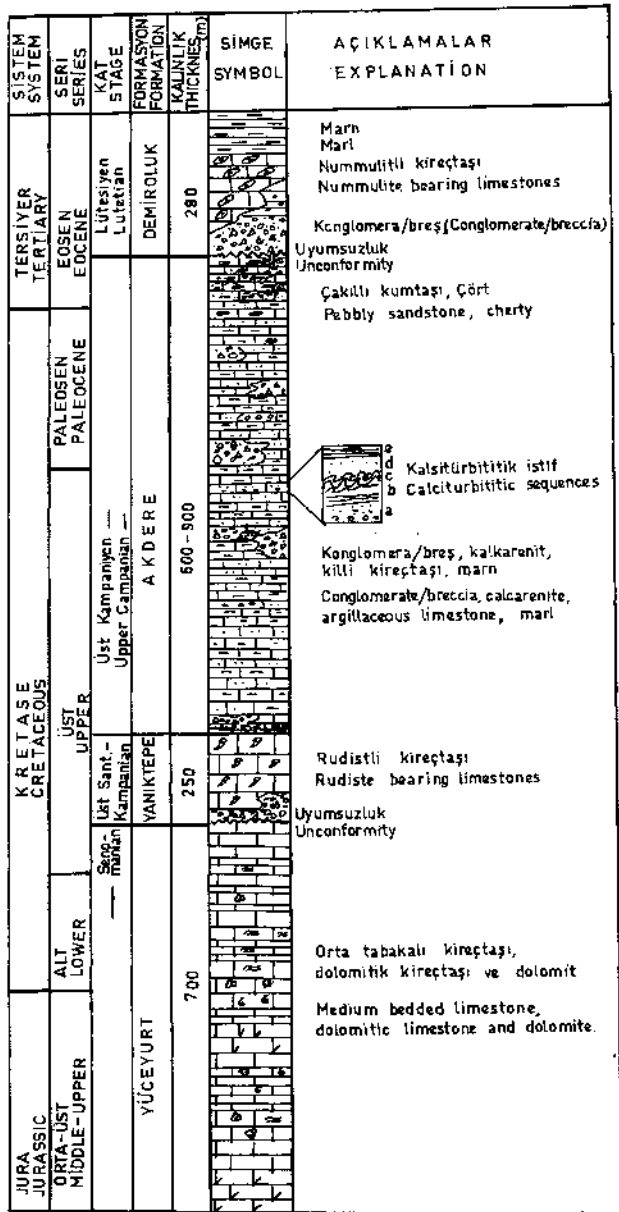 SİSTEM
SYSTEM
SERİ
SERIES
KAT
STAGE
FORMASYON
FORMATION
KALINLIK
THICKNES(m)
SİMGE
SYMBOL
AÇIKLAMALAR
EXPLANATION
TERSİYER
TERTIARY
EOSEN
EOCENE
Lütesiyen
Lutetian
DEMİROLUK
280
Marn
Marl
Nummulitli kireçtaşı
Nummulite bearing limestones
Konglomera/breş (Conglomerate/breccia)
Uyumsuzluk
Unconformity
Çakıllı kumtaşı, Çört
Pebbly sandstone, cherty
PALEOSEN
PALEOCENE
e
d
c
b
a
Kalsitürbititik istif
Calciturbititic sequences
KRETASE
CRETACEOUS
ÜST
UPPER
Üst Kampaniyen —
Upper Campanian —
AKDERE
600-900
Konglomera/breş, kalkarenit,
killi kireçtaşı, marn
Conglomerate/breccia, calcarenite,
argillaceous limestone, marl
Üst Sant.-
Kampanian
YANIKTEPE
250
Rudistli kireçtaşı
Rudiste bearing limestones
Uyumsuzluk
Unconformity
— Seno-
manian
ALT
LOWER
YÜCEYURT
700
Orta tabakalı kireçtaşı,
dolomitik kireçtaşı ve dolomit
Medium bedded limestone,
dolomitic limestone and dolomite.
JURA
JURASSIC
ORTA-ÜST
MIDDLE-UPPER